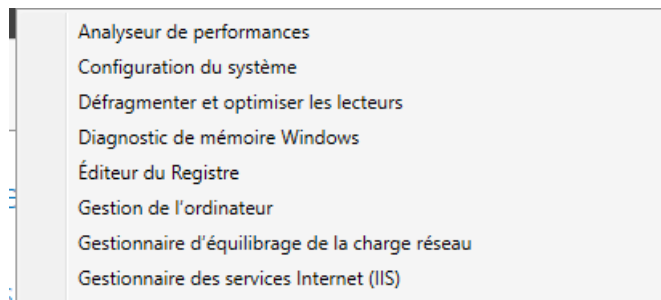 Analyseur de performances
Configuration du système
Défragmenter et optimiser les lecteurs
Diagnostic de mémoire Windows
Éditeur du Registre
Gestion de l'ordinateur
Gestionnaire d'équilibrage de la charge réseau
Gestionnaire des services Internet (IIS)